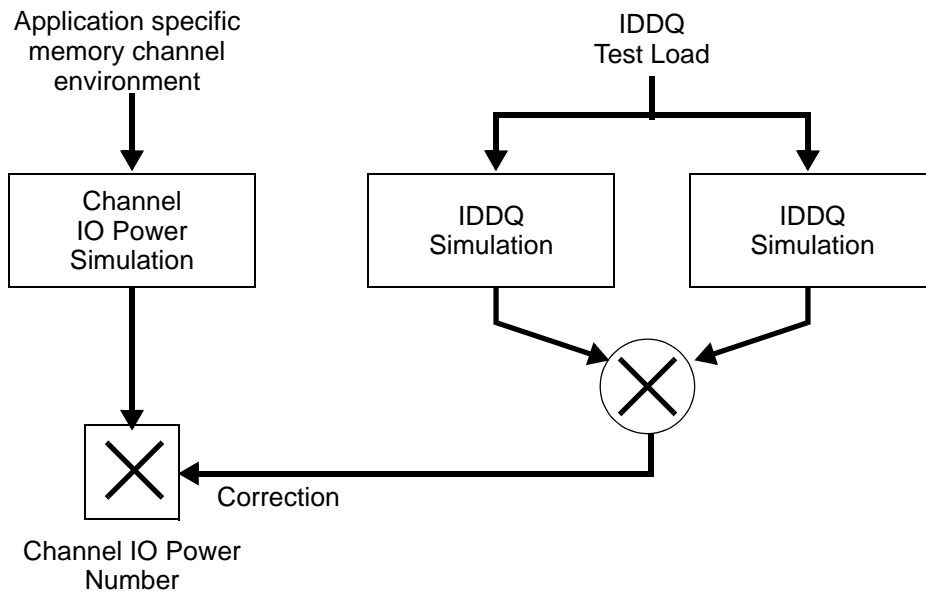 Application specific
memory channel
environment
IDDQ
Test Load
Channel
IO Power
Simulation
IDDQ
Simulation
IDDQ
Simulation
Correction
Channel IO Power
Number